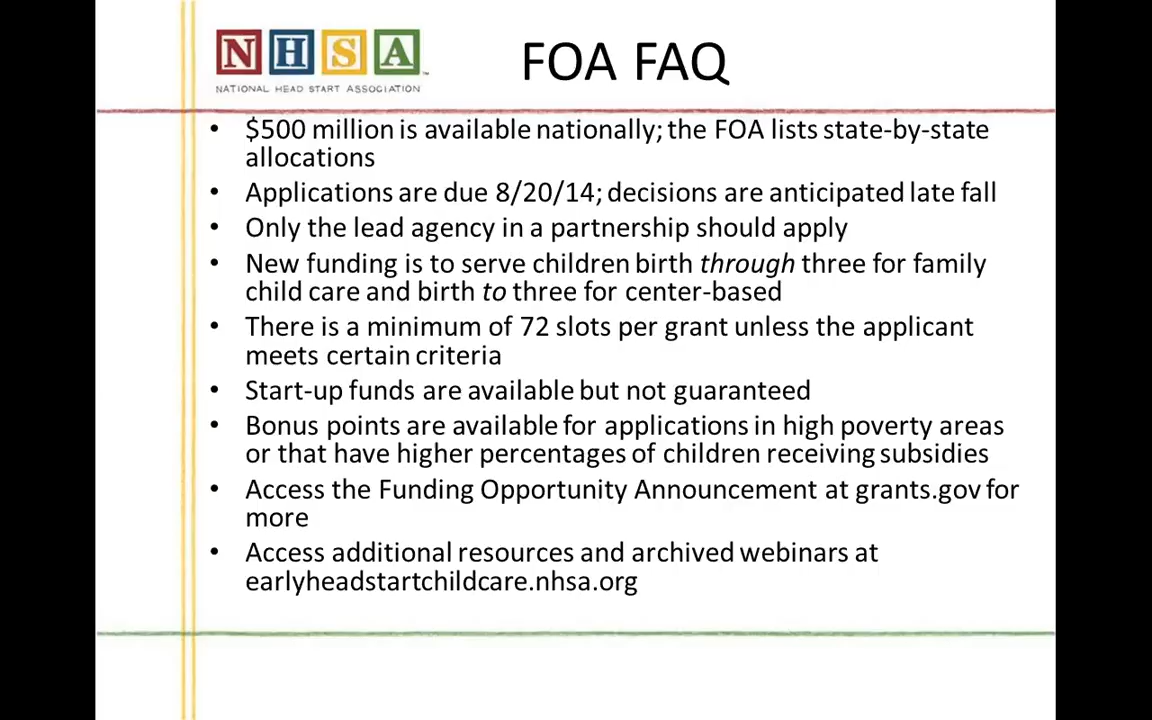 NHSA
NATIONAL HEAD START ASSOCIATION
FOA FAQ
• $500 million is available nationally; the FOA lists state-by-state
allocations
• Applications are due 8/20/14; decisions are anticipated late fall
• Only the lead agency in a partnership should apply
• New funding is to serve children birth through three for family
child care and birth to three for center-based
• There is a minimum of 72 slots per grant unless the applicant
meets certain criteria
• Start-up funds are available but not guaranteed
• Bonus points are available for applications in high poverty areas
or that have higher percentages of children receiving subsidies
• Access the Funding Opportunity Announcement at grants.gov for
more
• Access additional resources and archived webinars at
earlyheadstartchildcare.nhsa.org